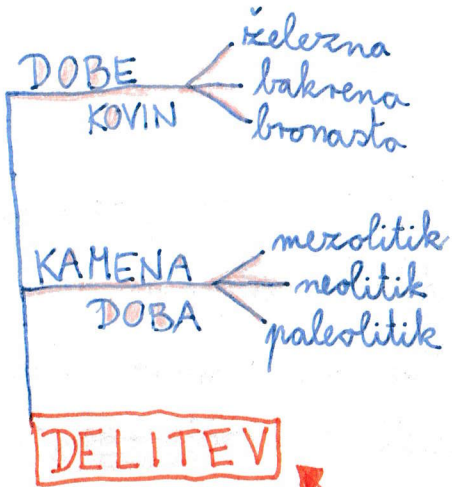 železna
DOBE
bakrena
KOVIN
bronasta
mezolitik
KAMENA
neolitik
DOBA
paleolitik
DELITEV